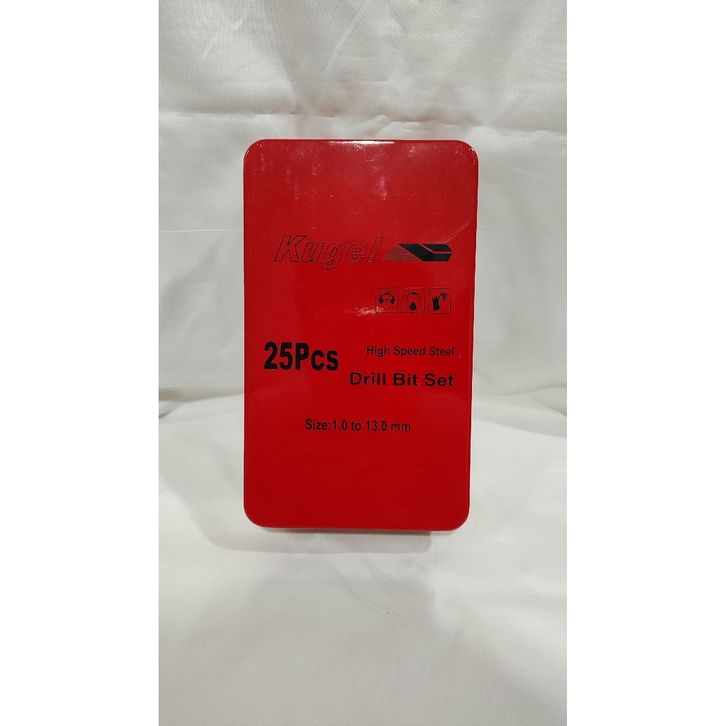 Kugel
25Pcs High Speed Steel
Drill Bit Set
Size:1.0 to 13.0 mm